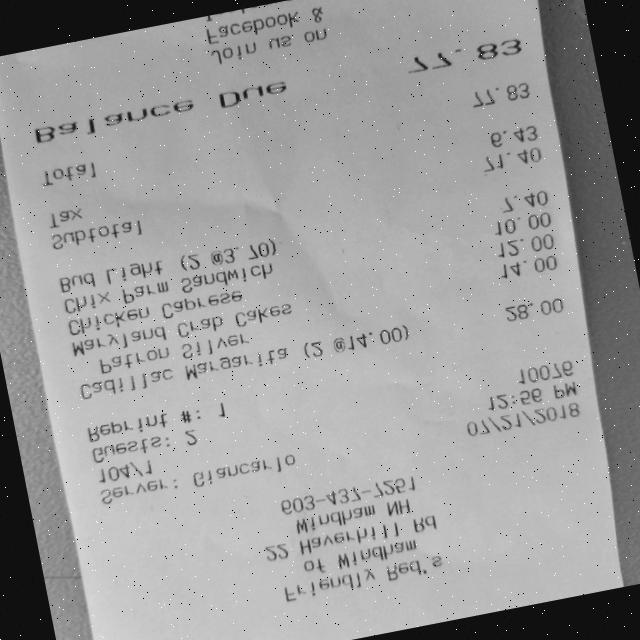 Friendly Red's
of Windham
22 Haverhill Rd
Windham NH
603-437-7251
Server: Giancarlo 07/21/2018
104/1 12:56 PM
Guests: 2 10076
Reprint #: 1
Cadillac Margarita (2 @14.00) 28.00
Patron Silver
Maryland Crab Cakes 14.00
Chicken Caprese 12.00
Chix Parm Sandwich 10.00
Bud Light (2 @3.70) 7.40
Subtotal 71.40
Tax 6.43
Total 77.83
Balance Due 77.83
Join us on
Facebook &